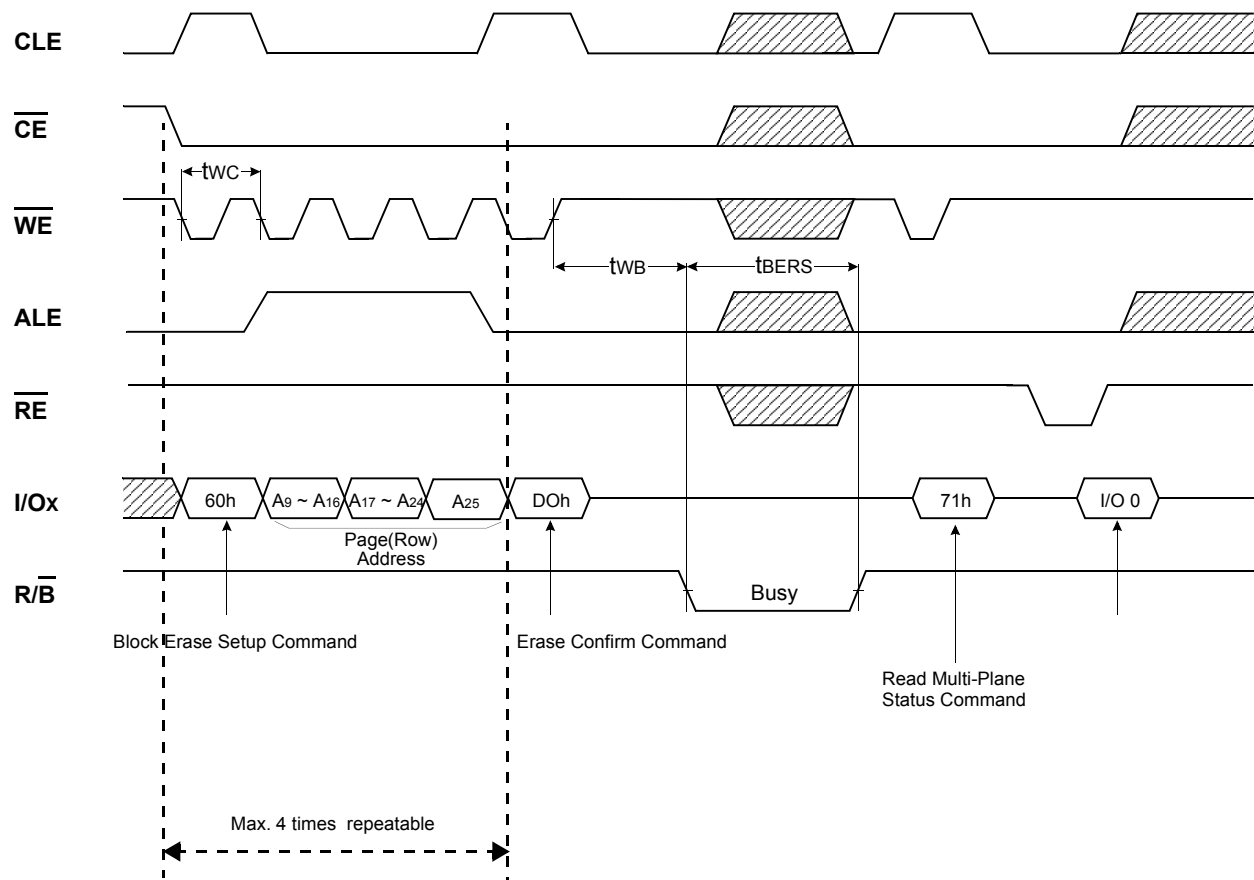 CLE
CE
tWC
WE
tWB
tBERS
ALE
RE
I/Ox
60h
A9 ~ A16
A17 ~ A24
A25
DOh
71h
I/O 0
Page(Row)
Address
R/B
Busy
Block Erase Setup Command
Erase Confirm Command
Read Multi-Plane
Status Command
Max. 4 times repeatable